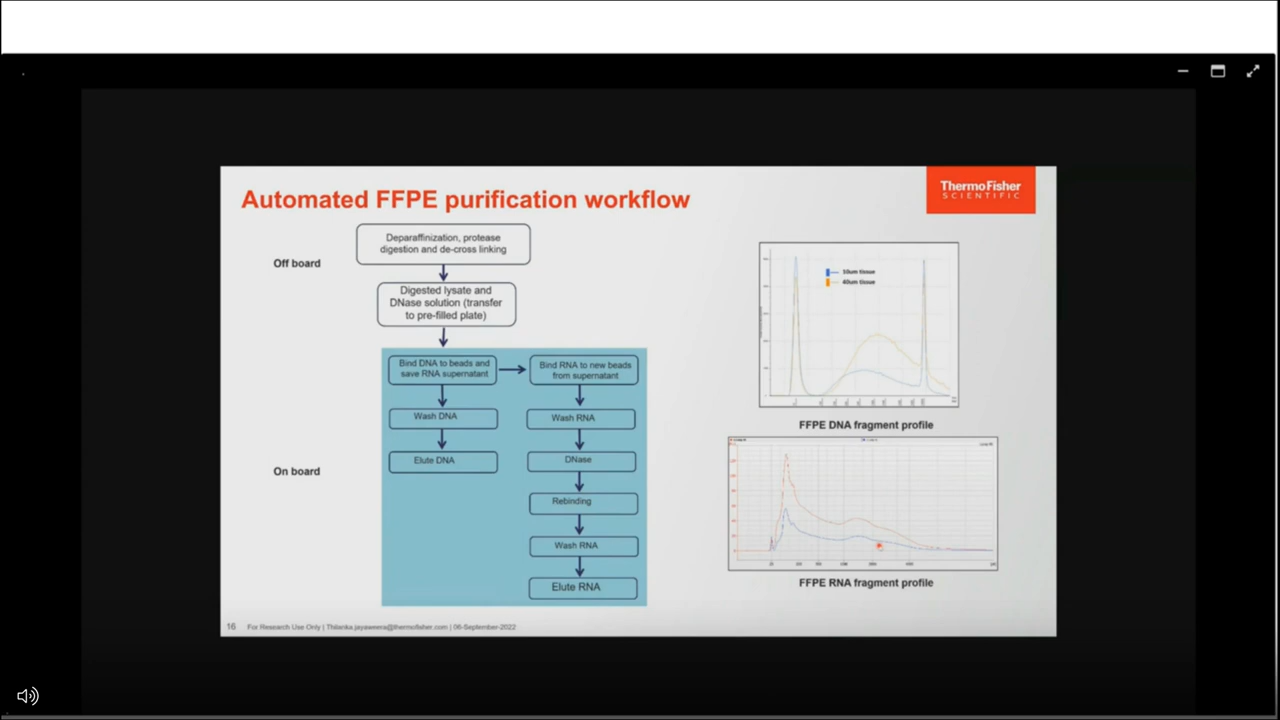 Automated FFPE purification workflow
ThermoFisher
SCIENTIFIC
Off board
Deparaffinization, protease
digestion and de-cross linking
Digested lysate and
DNase solution (transfer
to pre-filled plate)
On board
Bind DNA to beads and
save RNA supernatant
Wash DNA
Elute DNA
Bind RNA to new beads
from supernatant
Wash RNA
DNase
Rebinding
Wash RNA
Elute RNA
10um tissue
40um tissue
FFPE DNA fragment profile
FFPE RNA fragment profile
16 For Research Use Only | Thilanka.jayaweera@thermofisher.com | 06-September-2022